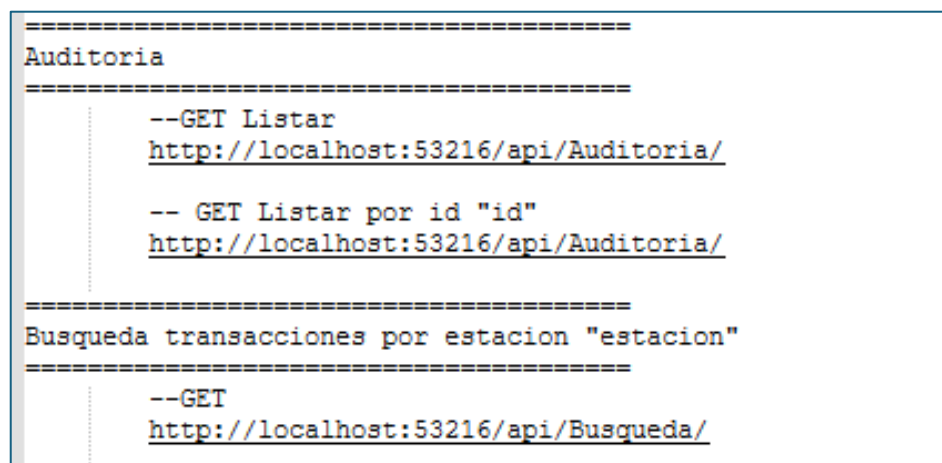 =======================================
Auditoria
=======================================
--GET Listar
http://localhost:53216/api/Auditoria/
-- GET Listar por id "id"
http://localhost:53216/api/Auditoria/
=======================================
Busqueda transacciones por estacion "estacion"
=======================================
--GET
http://localhost:53216/api/Busqueda/